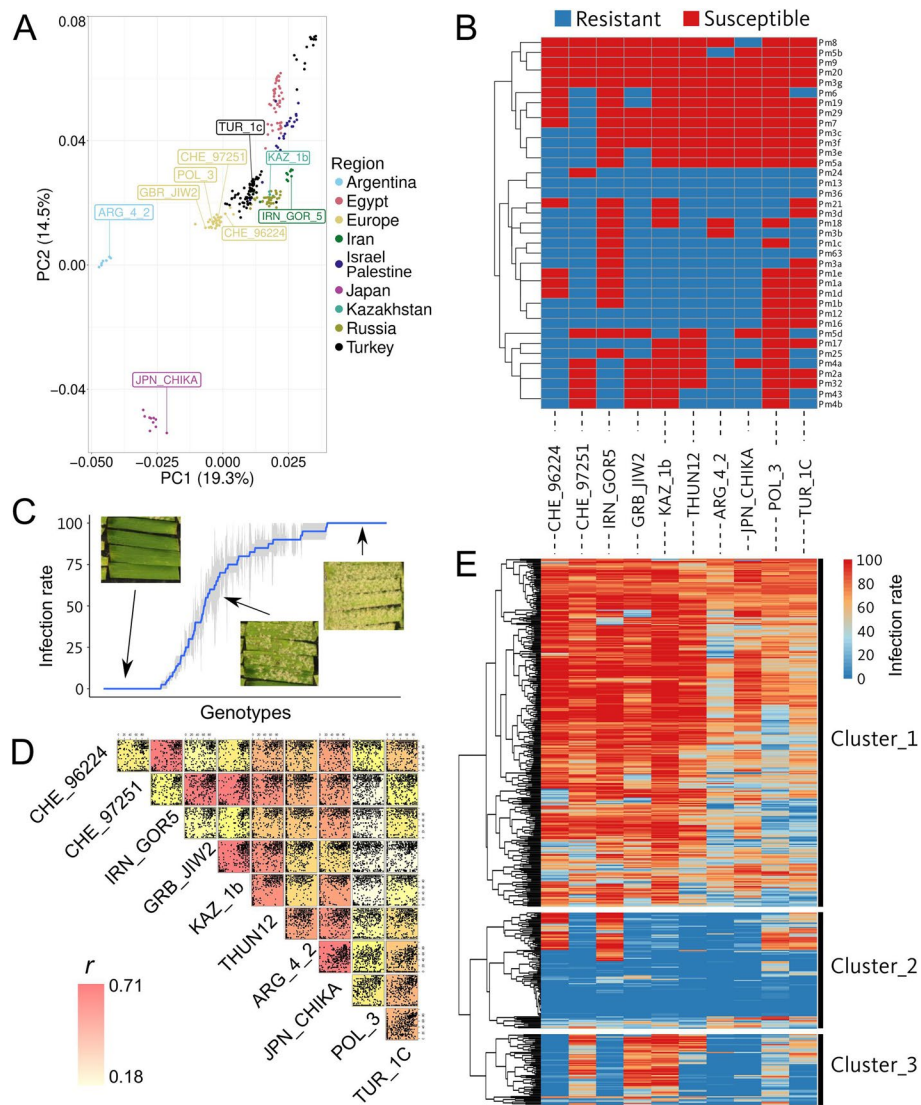 A
0.08
0.04
0.00
−0.04
PC2 (14.5%)
−0.050
−0.025
0.000
0.025
PC1 (19.3%)
TUR_1c
CHE_97251
KAZ_1b
POL_3
GBR_JIW2
ARG_4_2
IRN_GOR_5
CHE_96224
JPN_CHIKA
Region
Argentina
Egypt
Europe
Iran
Israel
Palestine
Japan
Kazakhstan
Russia
Turkey
B
Resistant
Susceptible
Pm8
Pm5b
Pm9
Pm20
Pm3g
Pm6
Pm19
Pm29
Pm7
Pm3c
Pm3f
Pm3e
Pm5a
Pm24
Pm13
Pm36
Pm21
Pm3d
Pm18
Pm3b
Pm1c
Pm63
Pm3a
Pm1e
Pm1a
Pm1d
Pm1b
Pm12
Pm16
Pm5d
Pm17
Pm25
Pm4a
Pm2a
Pm32
Pm43
Pm4b
CHE_96224
CHE_97251
IRN_GOR5
GRB_JIW2
KAZ_1b
THUN12
ARG_4_2
JPN_CHIKA
POL_3
TUR_1C
C
100
75
50
25
0
Infection rate
Genotypes
D
CHE_96224
CHE_97251
IRN_GOR5
GRB_JIW2
KAZ_1b
THUN12
ARG_4_2
JPN_CHIKA
POL_3
TUR_1C
r
0.71
0.18
E
100
80
60
40
20
0
Infection rate
Cluster_1
Cluster_2
Cluster_3